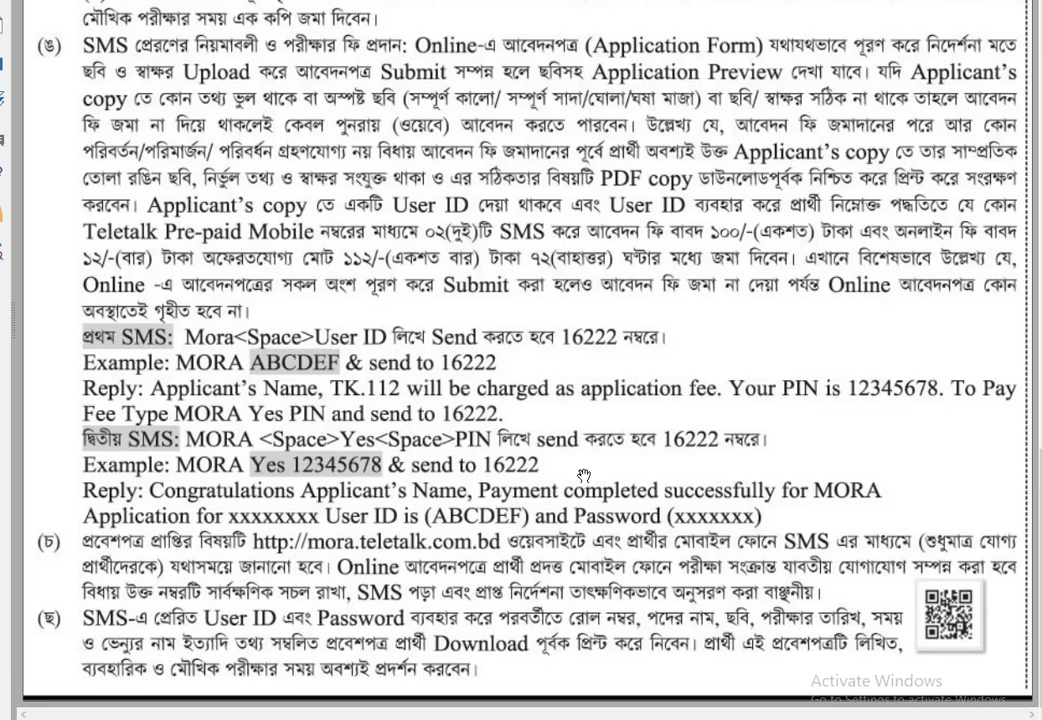 মৌখিক পরীক্ষার সময় এক কপি জমা দিবেন।
(ঙ) SMS প্রেরণের নিয়মাবলী ও পরীক্ষার ফি প্রদান: Online-এ আবেদনপত্র (Application Form) যথাযথভাবে পূরণ করে নিদের্শনা মতে
ছবি ও স্বাক্ষর Upload করে আবেদনপত্র Submit সম্পন্ন হলে ছবিসহ Application Preview দেখা যাবে। যদি Applicant’s
copy তে কোন তথ্য ভুল থাকে বা অস্পষ্ট ছবি (সম্পূর্ণ কালো/ সম্পূর্ণ সাদা/ঘোলা/ঘষা মাজা) বা ছবি/ স্বাক্ষর সঠিক না থাকে তাহলে আবেদন
ফি জমা না দিয়ে থাকলেই কেবল পুনরায় (ওয়েবে) আবেদন করতে পারবেন। উল্লেখ্য যে, আবেদন ফি জমাদানের পরে আর কোন
পরিবর্তন/পরিমার্জন/ পরিবর্ধন গ্রহণযোগ্য নয় বিধায় আবেদন ফি জমাদানের পূর্বে প্রার্থী অবশ্যই উক্ত Applicant’s copy তে তার সাম্প্রতিক
তোলা রঙিন ছবি, নির্ভুল তথ্য ও স্বাক্ষর সংযুক্ত থাকা ও এর সঠিকতার বিষয়টি PDF copy ডাউনলোডপূর্বক নিশ্চিত করে প্রিন্ট করে সংরক্ষণ
করবেন। Applicant’s copy তে একটি User ID দেয়া থাকবে এবং User ID ব্যবহার করে প্রার্থী নিম্নোক্ত পদ্ধতিতে যে কোন
Teletalk Pre-paid Mobile নম্বরের মাধ্যমে ০২(দুই)টি SMS করে আবেদন ফি বাবদ ১০০/-(একশত) টাকা এবং অনলাইন ফি বাবদ
১২/-(বার) টাকা অফেরতযোগ্য মোট ১১২/-(একশত বার) টাকা ৭২(বাহাত্তর) ঘণ্টার মধ্যে জমা দিবেন। এখানে বিশেষভাবে উল্লেখ্য যে,
Online -এ আবেদনপত্রের সকল অংশ পূরণ করে Submit করা হলেও আবেদন ফি জমা না দেয়া পর্যন্ত Online আবেদনপত্র কোন
অবস্থাতেই গৃহীত হবে না।
প্রথম SMS: Mora<Space>User ID লিখে Send করতে হবে 16222 নম্বরে।
Example: MORA ABCDEF & send to 16222
Reply: Applicant’s Name, TK.112 will be charged as application fee. Your PIN is 12345678. To Pay
Fee Type MORA Yes PIN and send to 16222.
দ্বিতীয় SMS: MORA <Space>Yes<Space>PIN লিখে send করতে হবে 16222 নম্বরে।
Example: MORA Yes 12345678 & send to 16222
Reply: Congratulations Applicant’s Name, Payment completed successfully for MORA
Application for xxxxxxxx User ID is (ABCDEF) and Password (xxxxxxx)
(চ) প্রবেশপত্র প্রাপ্তির বিষয়টি http://mora.teletalk.com.bd ওয়েবসাইটে এবং প্রার্থীর মোবাইল ফোনে SMS এর মাধ্যমে (শুধুমাত্র যোগ্য
প্রার্থীদেরকে) যথাসময়ে জানানো হবে। Online আবেদনপত্রে প্রার্থী প্রদত্ত মোবাইল ফোনে পরীক্ষা সংক্রান্ত যাবতীয় যোগাযোগ সম্পন্ন করা হবে
বিধায় উক্ত নম্বরটি সার্বক্ষণিক সচল রাখা, SMS পড়া এবং প্রাপ্ত নির্দেশনা তাৎক্ষণিকভাবে অনুসরণ করা বাঞ্ছনীয়।
(ছ) SMS-এ প্রেরিত User ID এবং Password ব্যবহার করে পরবর্তীতে রোল নম্বর, পদের নাম, ছবি, পরীক্ষার তারিখ, সময়
ও ভেন্যুর নাম ইত্যাদি তথ্য সম্বলিত প্রবেশপত্র প্রার্থী Download পূর্বক প্রিন্ট করে নিবেন। প্রার্থী এই প্রবেশপত্রটি লিখিত,
ব্যবহারিক ও মৌখিক পরীক্ষার সময় অবশ্যই প্রদর্শন করবেন।
Activate Windows
Go to Settings to activate Windows.